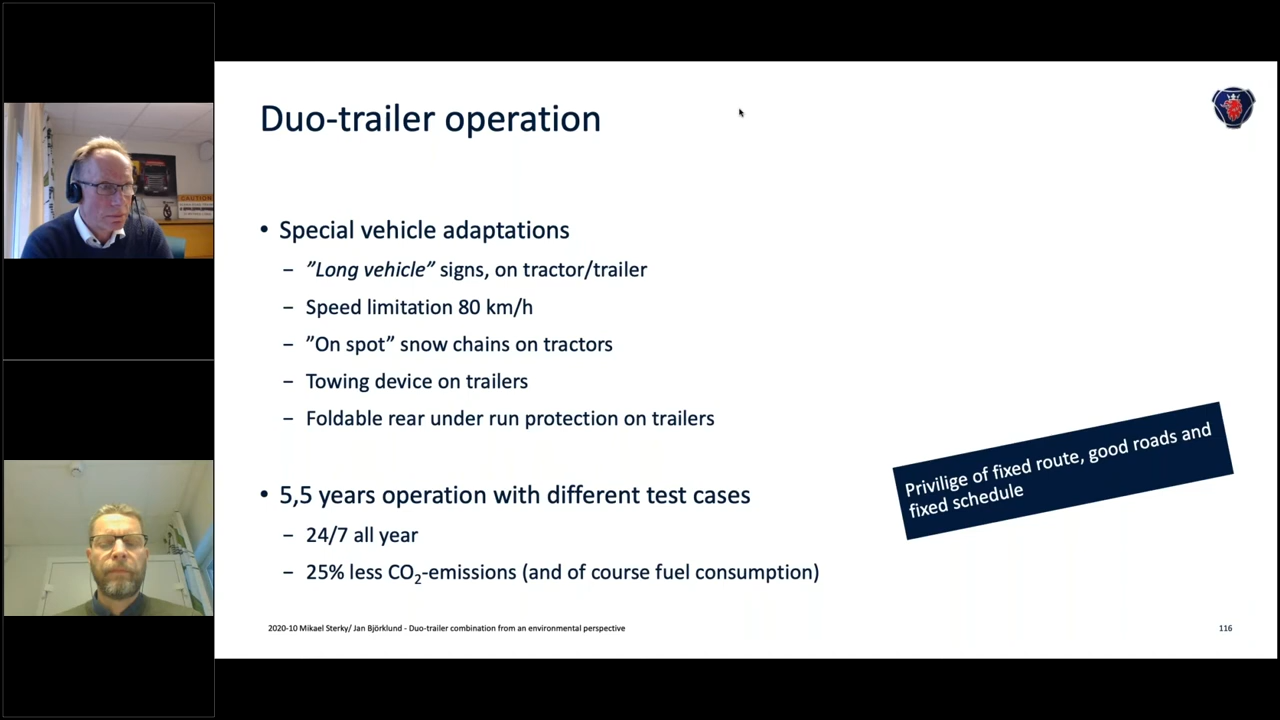 Duo-trailer operation
• Special vehicle adaptations
– ”Long vehicle” signs, on tractor/trailer
– Speed limitation 80 km/h
– ”On spot” snow chains on tractors
– Towing device on trailers
– Foldable rear under run protection on trailers
Privilige of fixed route, good roads and
fixed schedule
• 5,5 years operation with different test cases
– 24/7 all year
– 25% less CO₂-emissions (and of course fuel consumption)
2020-10 Mikael Sterky/ Jan Björklund - Duo-trailer combination from an environmental perspective
116
CAUTION